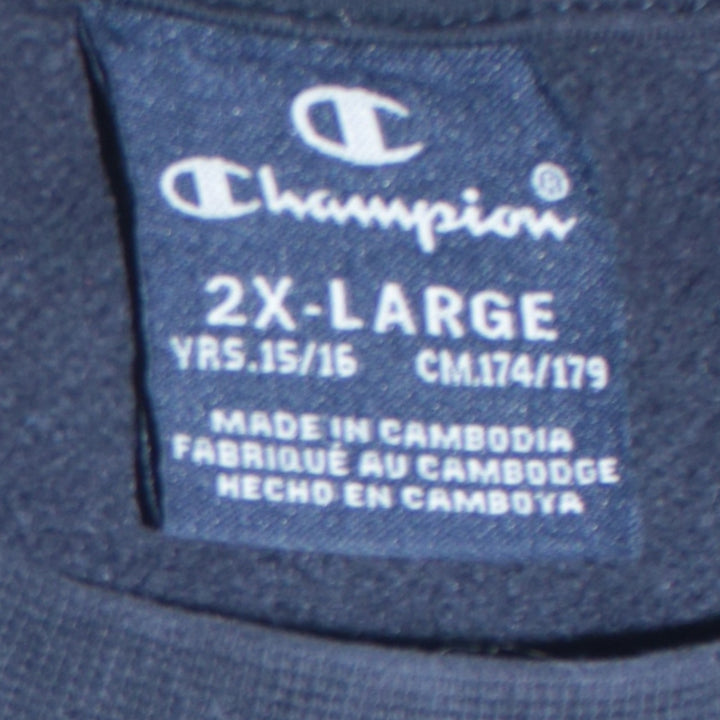 Champion®
2X-LARGE
YRS.15/16 CM.174/179
MADE IN CAMBODIA
FABRIQUÉ AU CAMBODGE
HECHO EN CAMBOYA